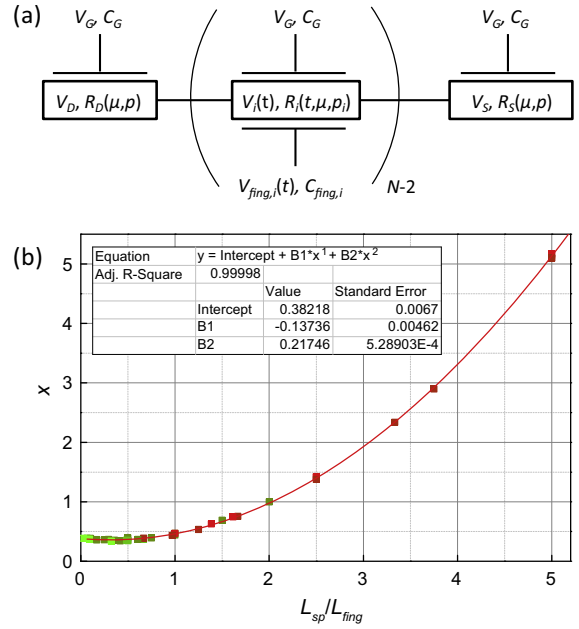 (a)
V_G, C_G V_G, C_G V_G, C_G
V_D, R_D(μ,p) V_i(t), R_i(t,μ,p_i) V_S, R_S(μ,p)
V_fing,i(t), C_fing,i N-2
(b)
Equation y = Intercept + B1*x^1 + B2*x^2
Adj. R-Square 0.99998
Value Standard Error
Intercept 0.38218 0.0067
B1 -0.13736 0.00462
B2 0.21746 5.28903E-4
5
4
3
2
1
0
x
0 1 2 3 4 5
L_sp/L_fing